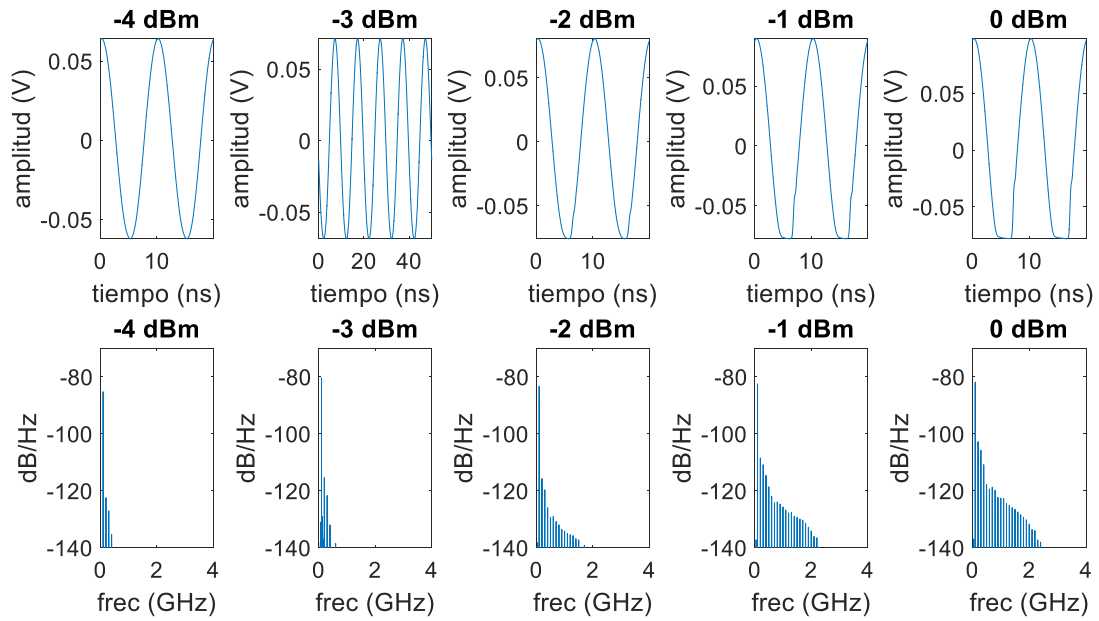 -4 dBm
-3 dBm
-2 dBm
-1 dBm
0 dBm
amplitud (V)
0.05
0
-0.05
0
10
tiempo (ns)
amplitud (V)
0.05
0
-0.05
0
20
40
tiempo (ns)
amplitud (V)
0.05
0
-0.05
0
10
tiempo (ns)
amplitud (V)
0.05
0
-0.05
0
10
tiempo (ns)
amplitud (V)
0.05
0
-0.05
0
10
tiempo (ns)
-4 dBm
-3 dBm
-2 dBm
-1 dBm
0 dBm
dB/Hz
-80
-100
-120
-140
0
2
4
frec (GHz)
dB/Hz
-80
-100
-120
-140
0
2
4
frec (GHz)
dB/Hz
-80
-100
-120
-140
0
2
4
frec (GHz)
dB/Hz
-80
-100
-120
-140
0
2
4
frec (GHz)
dB/Hz
-80
-100
-120
-140
0
2
4
frec (GHz)